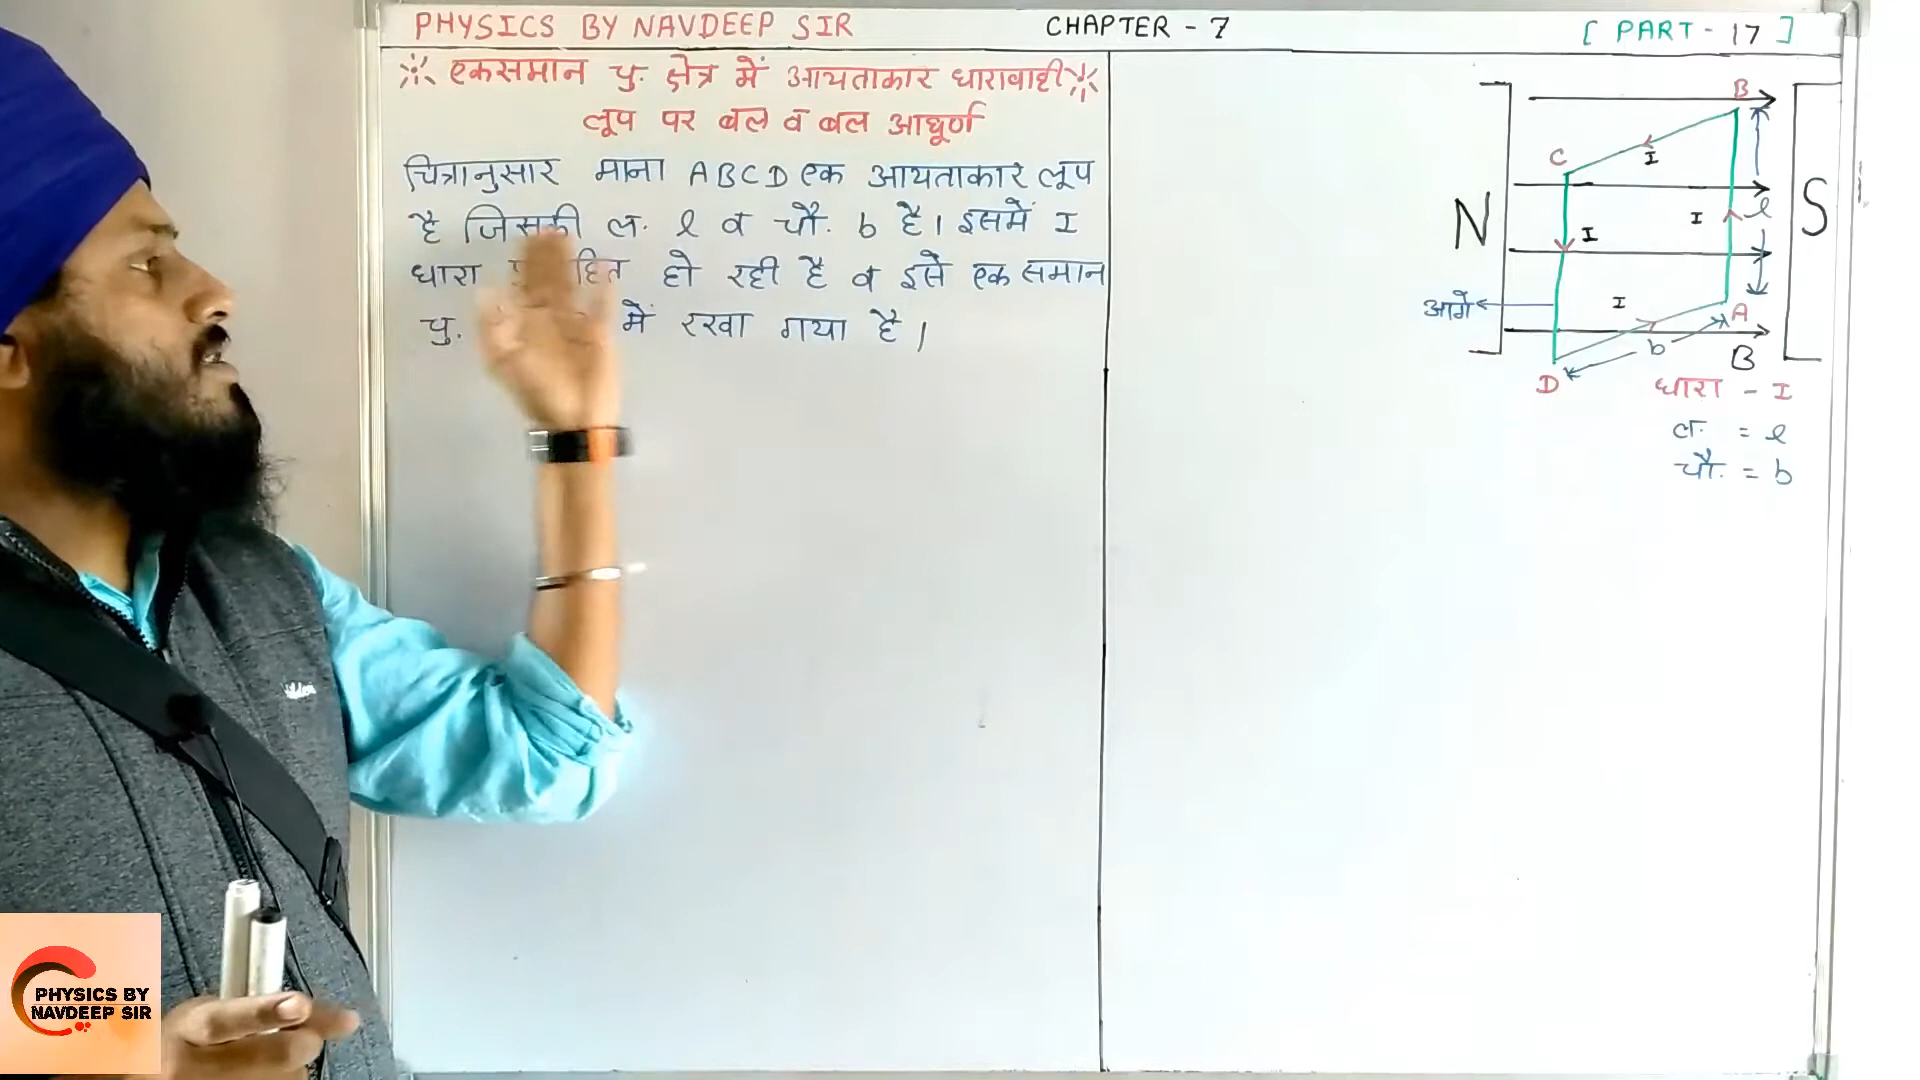 PHYSICS BY NAVDEEP SIR CHAPTER - 7 [ PART - 17 ]
एकसमान चु. क्षेत्र में आयताकार धारावाही
लूप पर बल व बल आघूर्ण
चित्रानुसार माना ABCD एक आयताकार लूप
है जिसकी ल. l व चौ. b है। इसमें I
धारा हो रही है व इसे एक समान
चु. में रखा गया है।
B
C
I
N
I
I
l
S
आगे
I
A
b
B
D
धारा - I
ल. = l
चौ. = b
PHYSICS BY
NAVDEEP SIR